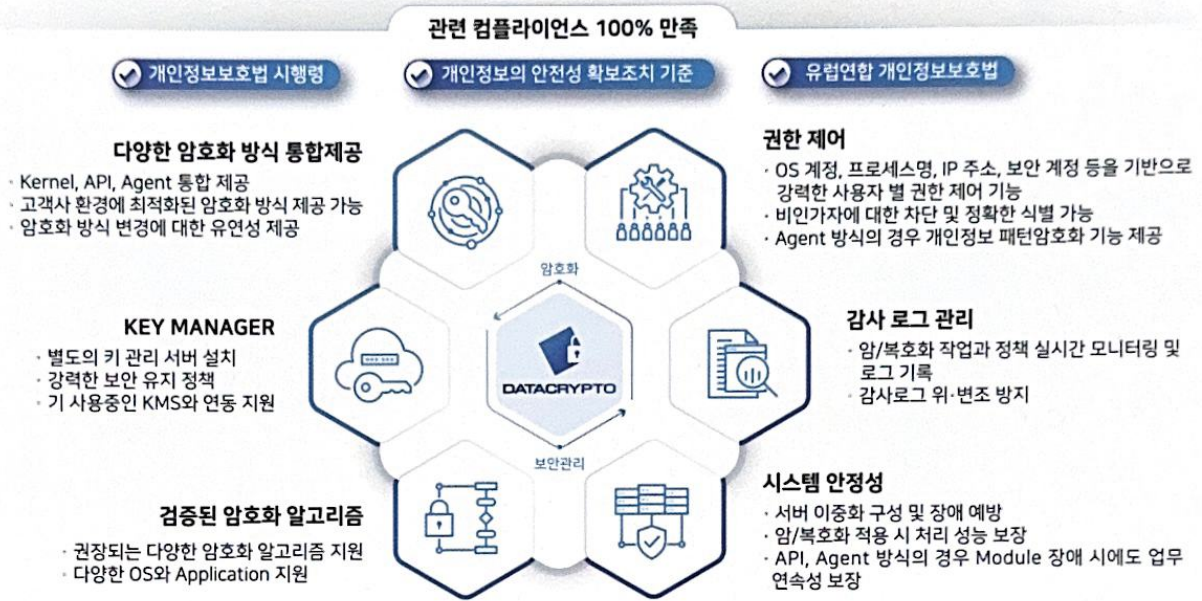 관련 컴플라이언스 100% 만족
개인정보보호법 시행령
개인정보의 안전성 확보조치 기준
유럽연합 개인정보보호법
다양한 암호화 방식 통합제공
· Kernel, API, Agent 통합 제공
· 고객사 환경에 최적화된 암호화 방식 제공 가능
· 암호화 방식 변경에 대한 유연성 제공
권한 제어
· OS 계정, 프로세스명, IP 주소, 보안 계정 등을 기반으로
강력한 사용자 별 권한 제어 기능
· 비인가자에 대한 차단 및 정확한 식별 가능
· Agent 방식의 경우 개인정보 패턴암호화 기능 제공
암호화
KEY MANAGER
· 별도의 키 관리 서버 설치
· 강력한 보안 유지 정책
· 기 사용중인 KMS와 연동 지원
DATACRYPTO
감사 로그 관리
· 암/복호화 작업과 정책 실시간 모니터링 및
로그 기록
· 감사로그 위·변조 방지
보안관리
검증된 암호화 알고리즘
· 권장되는 다양한 암호화 알고리즘 지원
· 다양한 OS와 Application 지원
시스템 안정성
· 서버 이중화 구성 및 장애 예방
· 암/복호화 적용 시 처리 성능 보장
· API, Agent 방식의 경우 Module 장애 시에도 업무
연속성 보장